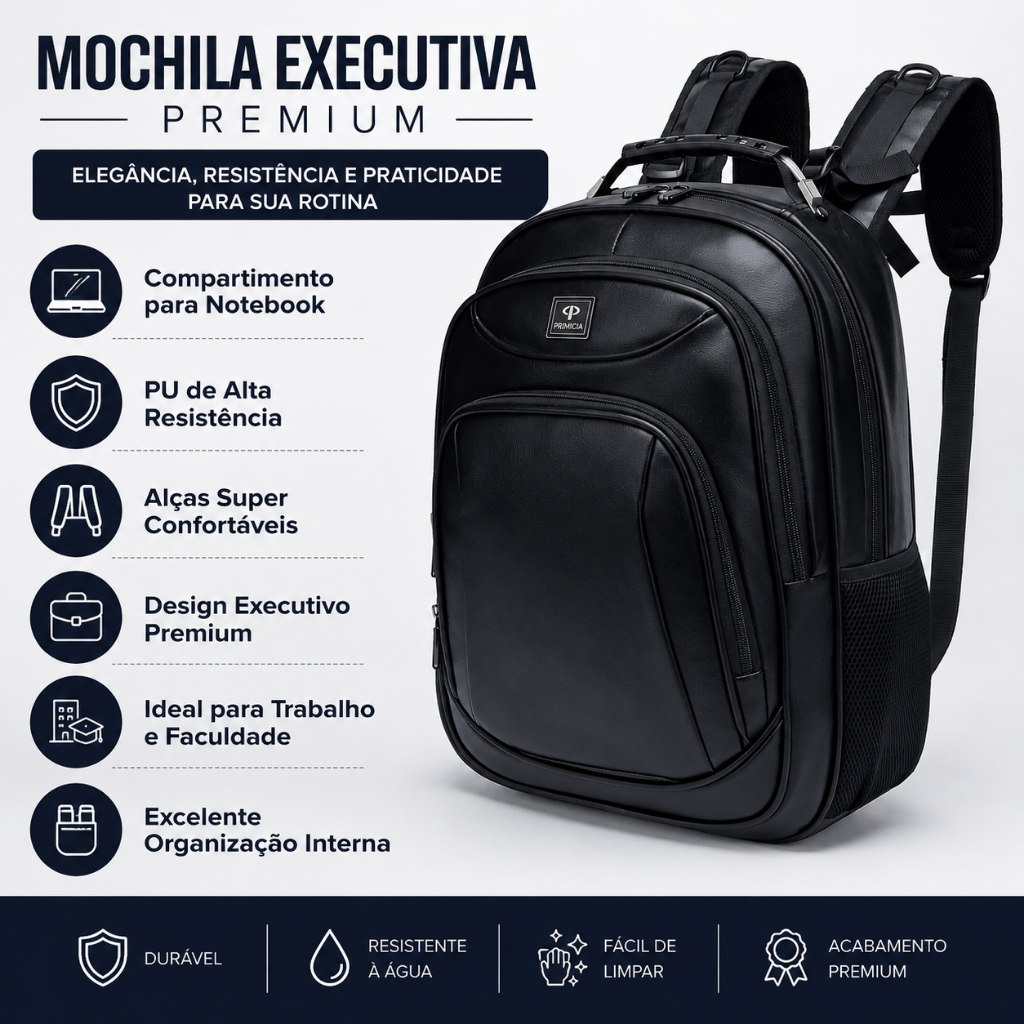 MOCHILA EXECUTIVA
PREMIUM
ELEGÂNCIA, RESISTÊNCIA E PRATICIDADE
PARA SUA ROTINA
Compartimento
para Notebook
PU de Alta
Resistência
Alças Super
Confortáveis
Design Executivo
Premium
Ideal para Trabalho
e Faculdade
Excelente
Organização Interna
PRIMICIA
DURÁVEL
RESISTENTE
À ÁGUA
FÁCIL DE
LIMPAR
ACABAMENTO
PREMIUM